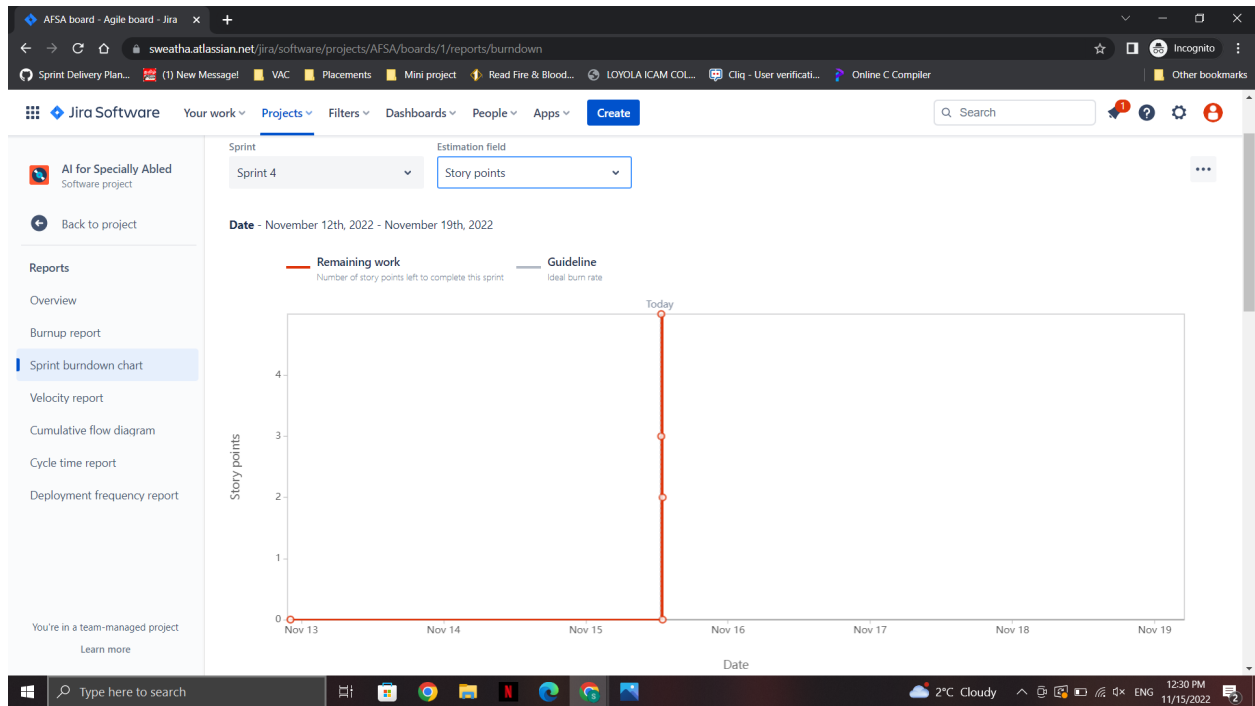 AFSA board - Agile board - Jira
sweatha.atlassian.net/jira/software/projects/AFSA/boards/1/reports/burndown
Incognito
Sprint Delivery Plan...
(1) New Message!
VAC
Placements
Mini project
Read Fire & Blood...
LOYOLA ICAM COL...
Cliq - User verificati...
Online C Compiler
Other bookmarks
Jira Software
Your work
Projects
Filters
Dashboards
People
Apps
Create
Search
1
AI for Specially Abled
Software project
Back to project
Reports
Overview
Burnup report
Sprint burndown chart
Velocity report
Cumulative flow diagram
Cycle time report
Deployment frequency report
You're in a team-managed project
Learn more
Sprint
Estimation field
Sprint 4
Story points
Date - November 12th, 2022 - November 19th, 2022
Remaining work
Number of story points left to complete this sprint
Guideline
Ideal burn rate
Today
4
3
2
1
0
Story points
Nov 13
Nov 14
Nov 15
Nov 16
Nov 17
Nov 18
Nov 19
Date
Type here to search
2°C Cloudy
ENG
12:30 PM
11/15/2022
2